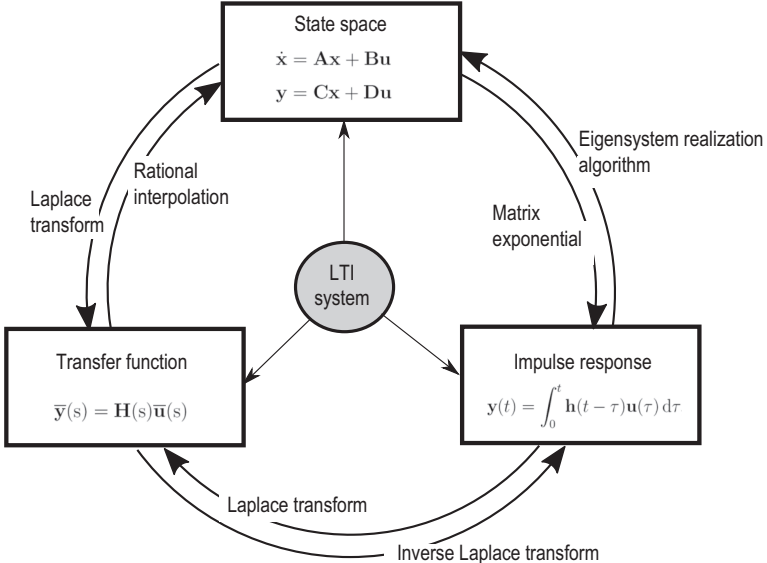 State space
ẋ = Ax + Bu
y = Cx + Du
Eigensystem realization
algorithm
Rational
interpolation
Laplace
transform
Matrix
exponential
LTI
system
Transfer function
y̅(s) = H(s)u̅(s)
Impulse response
y(t) = ∫₀ᵗ h(t − τ)u(τ) dτ
Laplace transform
Inverse Laplace transform